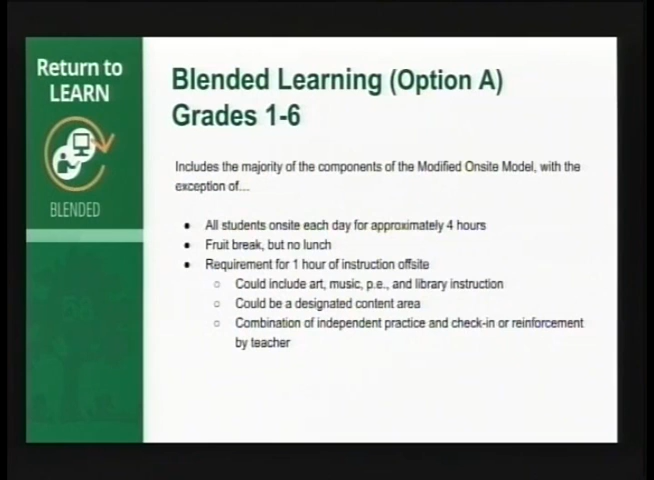 Return to
LEARN
BLENDED
Blended Learning (Option A)
Grades 1-6
Includes the majority of the components of the Modified Onsite Model, with the
exception of...
● All students onsite each day for approximately 4 hours
● Fruit break, but no lunch
● Requirement for 1 hour of instruction offsite
○ Could include art, music, p.e., and library instruction
○ Could be a designated content area
○ Combination of independent practice and check-in or reinforcement
by teacher